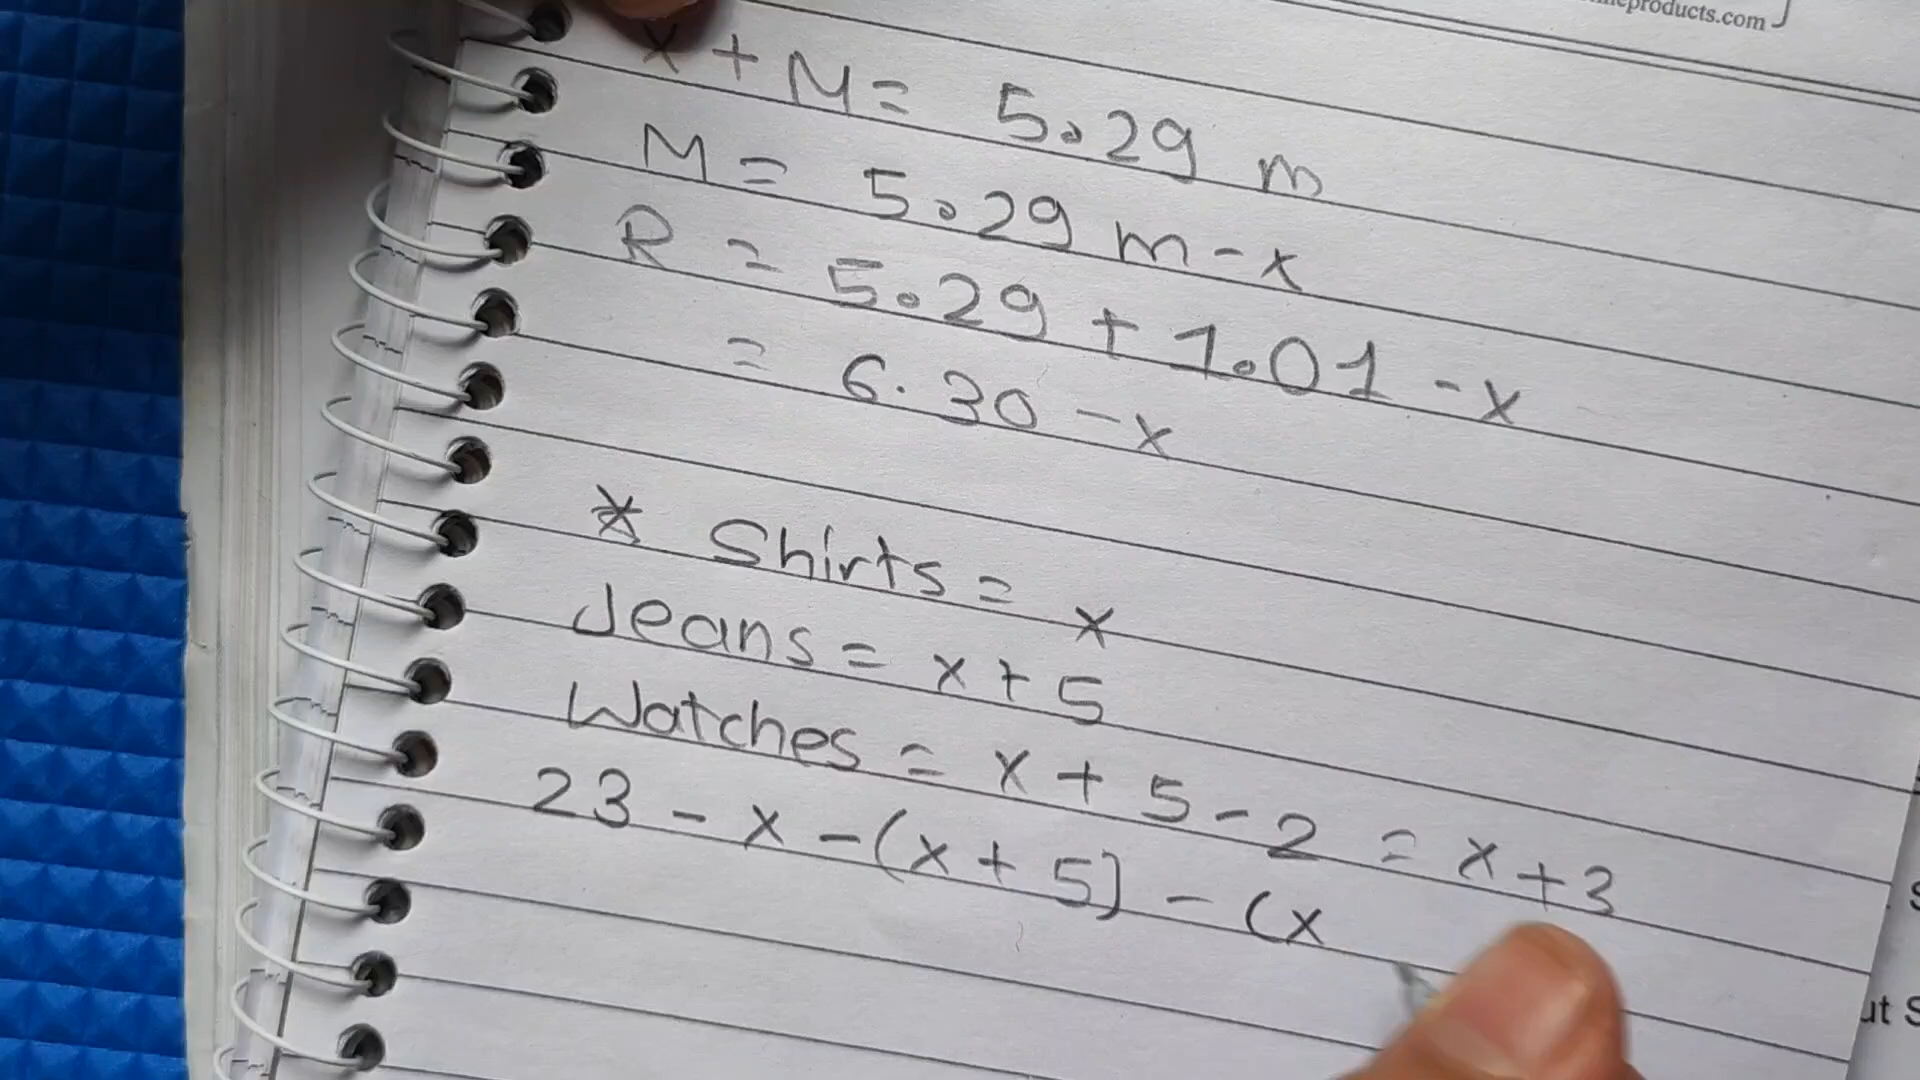 products.com
x + M = 5.29 m
M = 5.29 m - x
R = 5.29 + 1.01 - x
= 6.30 - x
* Shirts = x
Jeans = x + 5
Watches = x + 5 - 2 = x + 3
23 - x - (x + 5) - (x